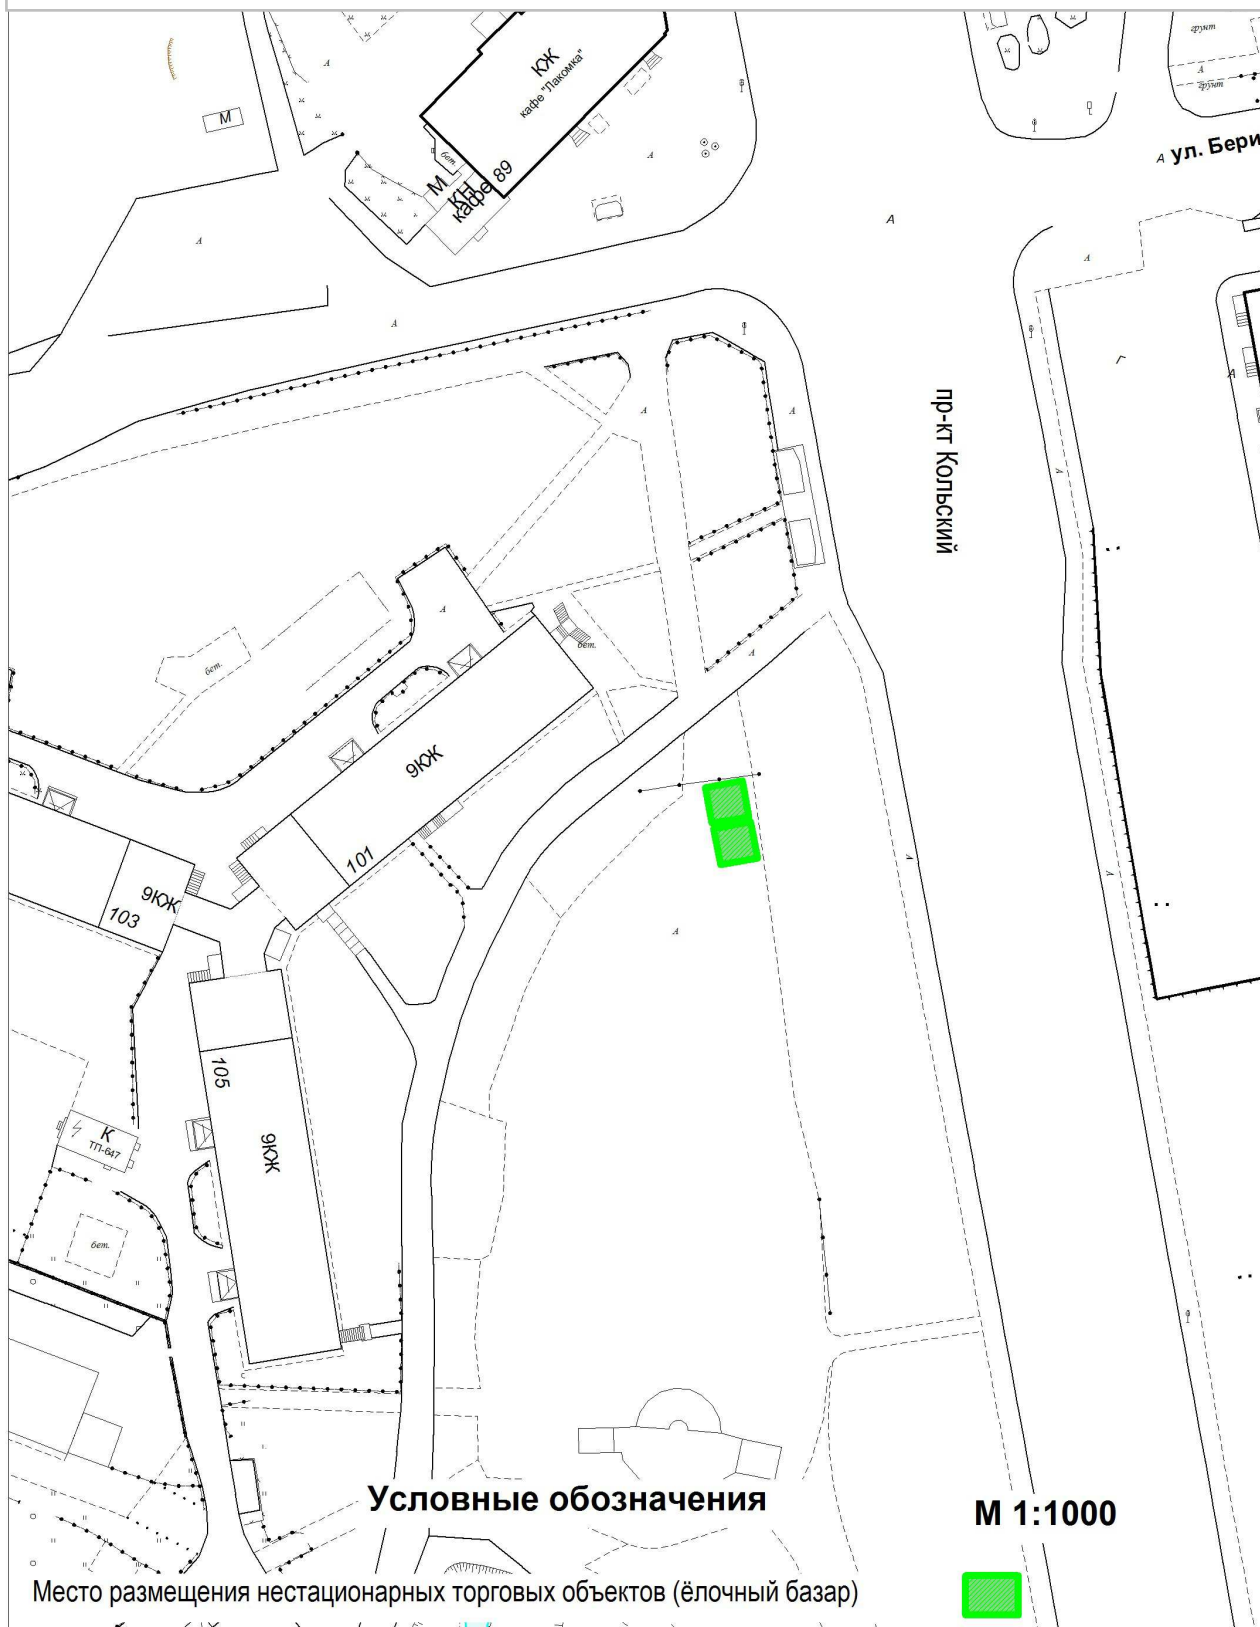 грунт
А
А
грунт
КЖ
кафе "Лакомка"
М
бет.
М
КН
кафе
89
А
А ул. Бери
А
А
А
А
А
А
А
пр-кт Кольский
А
А
А
бет.
А
бет.
9КЖ
101
9КЖ
103
А
А
А
105
9КЖ
К
ТП-647
бет.
Условные обозначения
М 1:1000
Место размещения нестационарных торговых объектов (ёлочный базар)